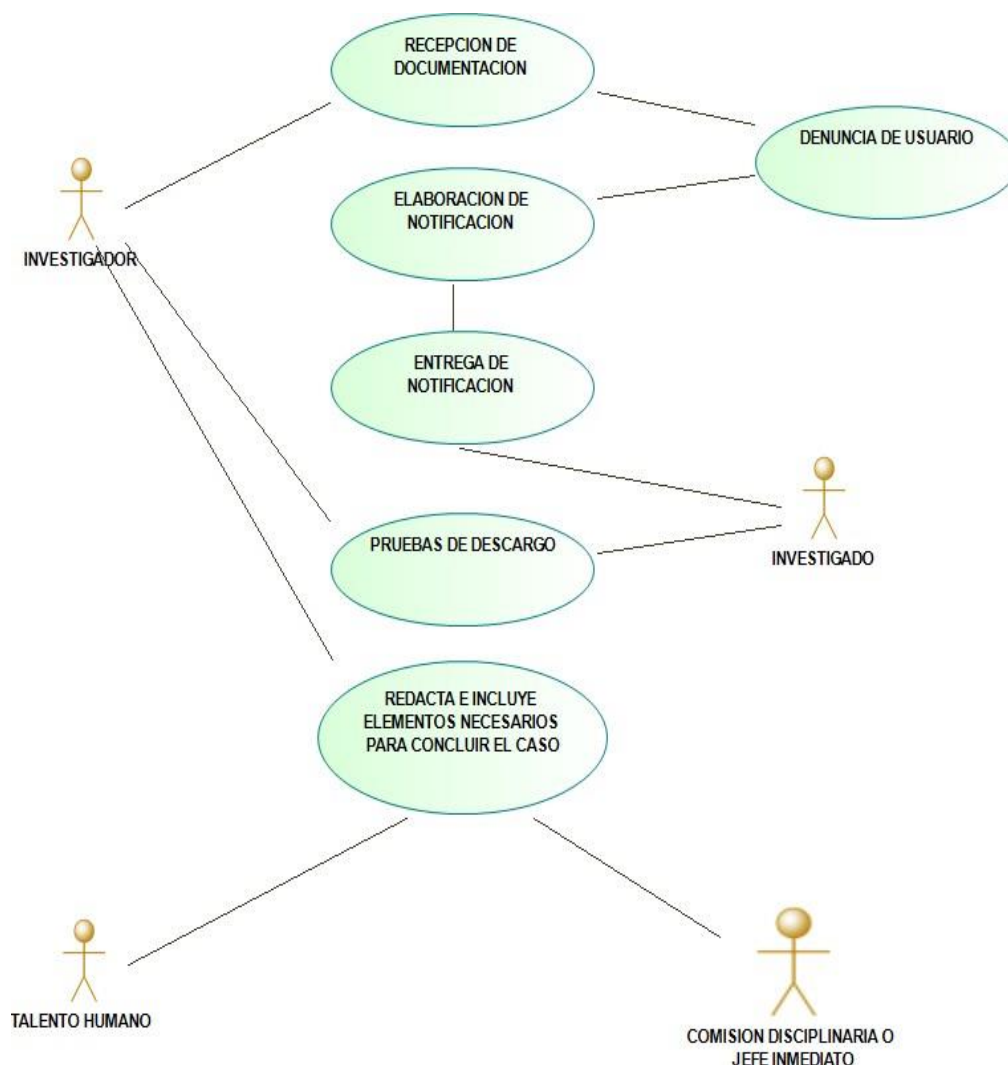 RECEPCION DE
DOCUMENTACION
DENUNCIA DE USUARIO
ELABORACION DE
NOTIFICACION
INVESTIGADOR
ENTREGA DE
NOTIFICACION
PRUEBAS DE DESCARGO
INVESTIGADO
REDACTA E INCLUYE
ELEMENTOS NECESARIOS
PARA CONCLUIR EL CASO
TALENTO HUMANO
COMISION DISCIPLINARIA O
JEFE INMEDIATO